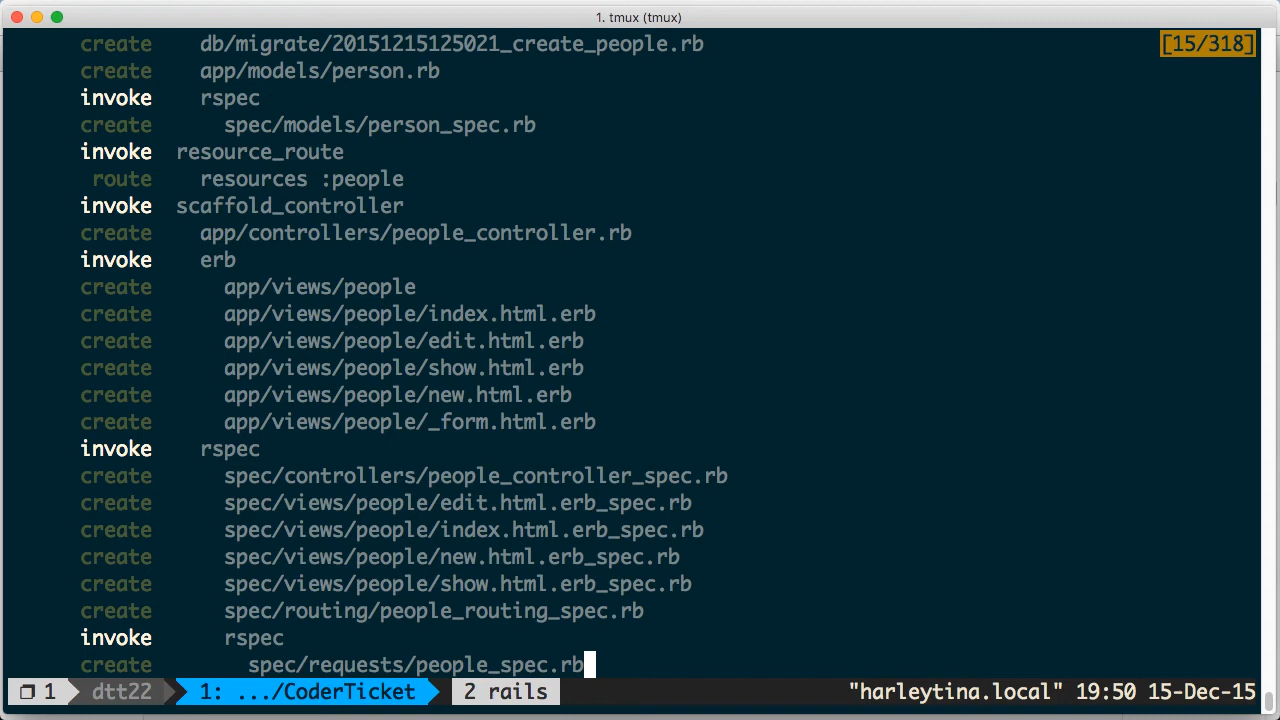 1. tmux (tmux)
create db/migrate/20151215125021_create_people.rb [15/318]
create app/models/person.rb
invoke rspec
create spec/models/person_spec.rb
invoke resource_route
route resources :people
invoke scaffold_controller
create app/controllers/people_controller.rb
invoke erb
create app/views/people
create app/views/people/index.html.erb
create app/views/people/edit.html.erb
create app/views/people/show.html.erb
create app/views/people/new.html.erb
create app/views/people/_form.html.erb
invoke rspec
create spec/controllers/people_controller_spec.rb
create spec/views/people/edit.html.erb_spec.rb
create spec/views/people/index.html.erb_spec.rb
create spec/views/people/new.html.erb_spec.rb
create spec/views/people/show.html.erb_spec.rb
create spec/routing/people_routing_spec.rb
invoke rspec
create spec/requests/people_spec.rb
❐ 1 dtt22 1: .../CoderTicket 2 rails "harleytina.local" 19:50 15-Dec-15